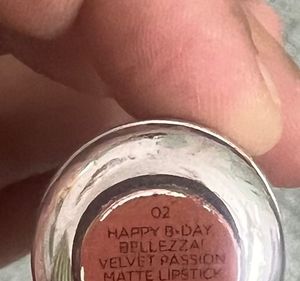 02
HAPPY B-DAY
BELLEZZA!
VELVET PASSION
MATTE LIPSTICK